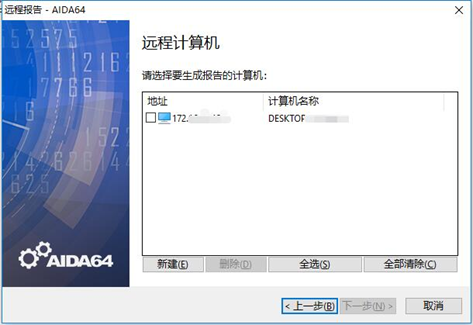 远程报告 - AIDA64
远程计算机
请选择要生成报告的计算机:
地址 计算机名称
172. DESKTOP
新建(E) 删除(D) 全选(S) 全部清除(C)
AIDA64
< 上一步(B) 下一步(N) > 取消